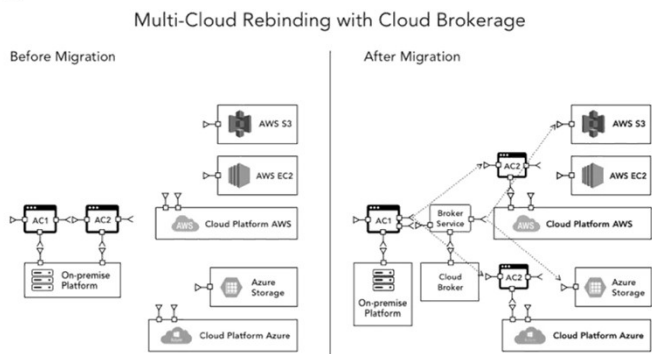 Multi-Cloud Rebinding with Cloud Brokerage
Before Migration
AWS S3
AWS EC2
AC1
AC2
AWS
Cloud Platform AWS
On-premise
Platform
Azure
Storage
Cloud Platform Azure
After Migration
AWS S3
AC2
AWS EC2
AC1
Broker
Service
AWS
Cloud Platform AWS
On-premise
Platform
Cloud
Broker
AC2
Azure
Storage
Cloud Platform Azure